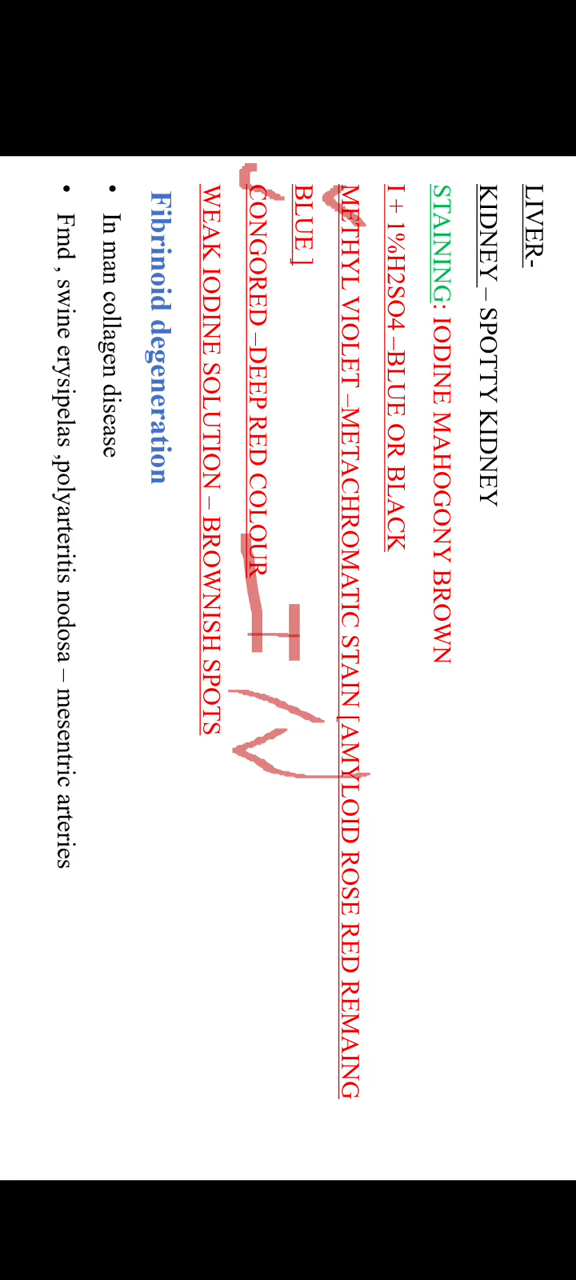 LIVER-
KIDNEY – SPOTTY KIDNEY
STAINING: IODINE MAHOGONY BROWN
I + 1%H2SO4 –BLUE OR BLACK
METHYL VIOLET –METACHROMATIC STAIN [AMYLOID ROSE RED REMAING
BLUE ]
CONGORED –DEEP RED COLOUR
WEAK IODINE SOLUTION – BROWNISH SPOTS
Fibrinoid degeneration
• In man collagen disease
• Fmd , swine erysipelas ,polyarteritis nodosa – mesentric arteries